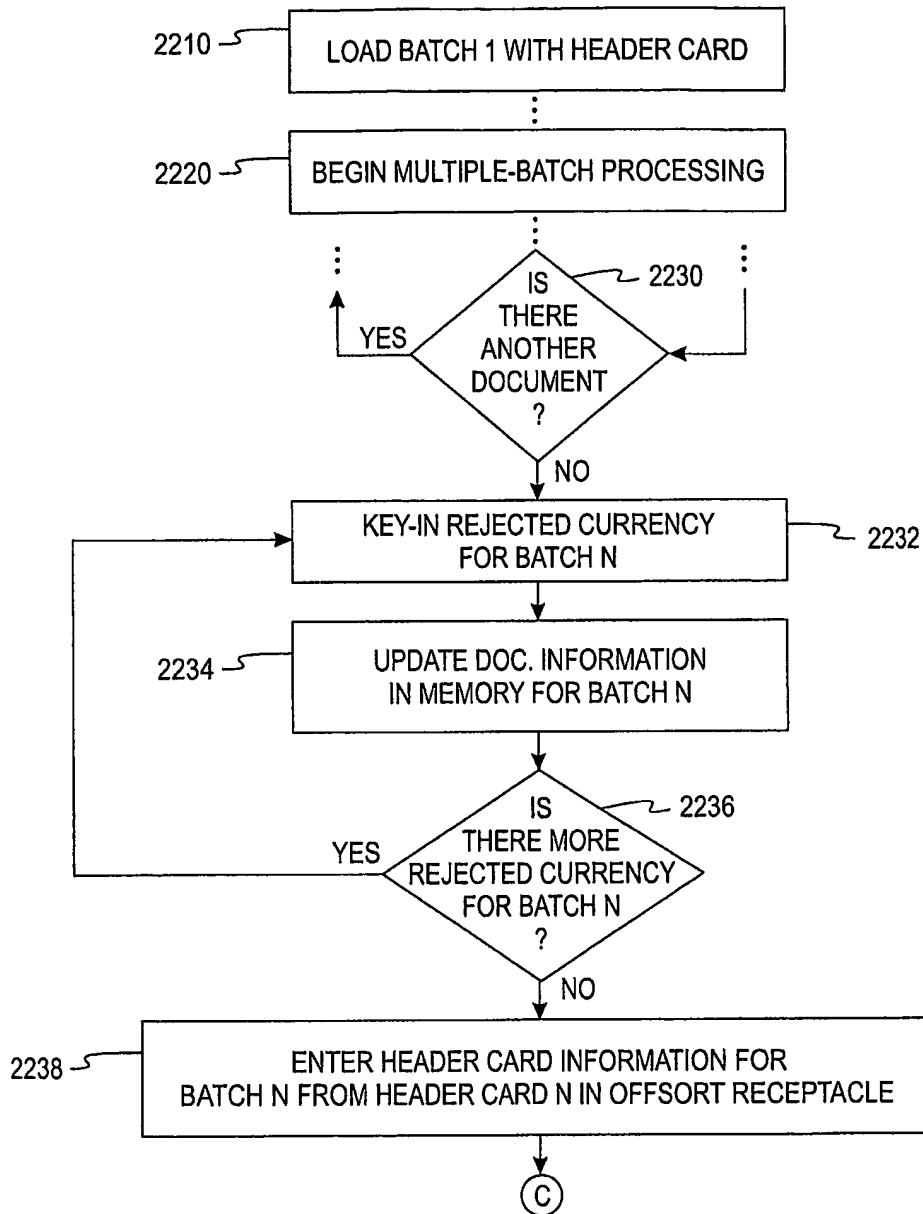 2210
LOAD BATCH 1 WITH HEADER CARD
2220
BEGIN MULTIPLE-BATCH PROCESSING
2230
IS
THERE
ANOTHER
DOCUMENT
?
YES
NO
KEY-IN REJECTED CURRENCY
FOR BATCH N
2232
2234
UPDATE DOC. INFORMATION
IN MEMORY FOR BATCH N
2236
IS
THERE MORE
REJECTED CURRENCY
FOR BATCH N
?
YES
NO
2238
ENTER HEADER CARD INFORMATION FOR
BATCH N FROM HEADER CARD N IN OFFSORT RECEPTACLE
C